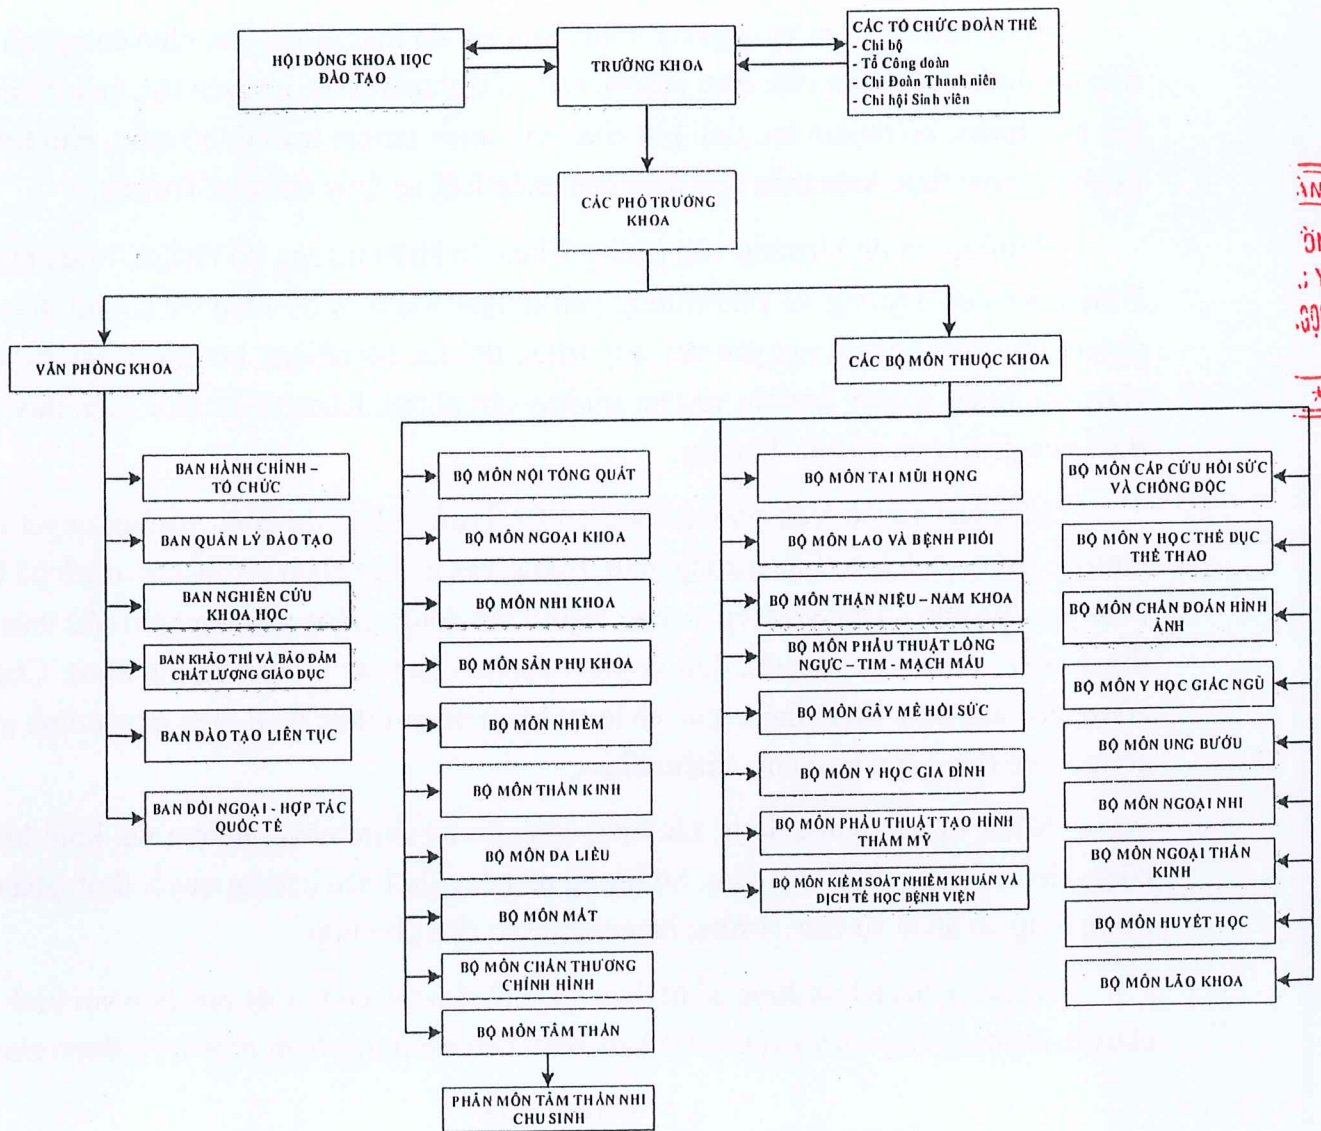 HỘI ĐỒNG KHOA HỌC
ĐÀO TẠO
TRƯỞNG KHOA
CÁC TỔ CHỨC ĐOÀN THỂ
- Chi bộ
- Tổ Công đoàn
- Chi Đoàn Thanh niên
- Chi hội Sinh viên
CÁC PHÓ TRƯỞNG
KHOA
VĂN PHÒNG KHOA
CÁC BỘ MÔN THUỘC KHOA
BAN HÀNH CHÍNH –
TỔ CHỨC
BAN QUẢN LÝ ĐÀO TẠO
BAN NGHIÊN CỨU
KHOA HỌC
BAN KHẢO THÍ VÀ BẢO ĐẢM
CHẤT LƯỢNG GIÁO DỤC
BAN ĐÀO TẠO LIÊN TỤC
BAN ĐỐI NGOẠI - HỢP TÁC
QUỐC TẾ
BỘ MÔN NỘI TỔNG QUÁT
BỘ MÔN NGOẠI KHOA
BỘ MÔN NHI KHOA
BỘ MÔN SẢN PHỤ KHOA
BỘ MÔN NHIỄM
BỘ MÔN THẦN KINH
BỘ MÔN DA LIỄU
BỘ MÔN MẮT
BỘ MÔN CHẤN THƯƠNG
CHỈNH HÌNH
BỘ MÔN TÂM THẦN
PHÂN MÔN TÂM THẦN NHI
CHU SINH
BỘ MÔN TAI MŨI HỌNG
BỘ MÔN LAO VÀ BỆNH PHỔI
BỘ MÔN THẬN NIỆU – NAM KHOA
BỘ MÔN PHẪU THUẬT LỒNG
NGỰC – TIM - MẠCH MÁU
BỘ MÔN GÂY MÊ HỒI SỨC
BỘ MÔN Y HỌC GIA ĐÌNH
BỘ MÔN PHẪU THUẬT TẠO HÌNH
THẨM MỸ
BỘ MÔN KIỂM SOÁT NHIỄM KHUẨN VÀ
DỊCH TỄ HỌC BỆNH VIỆN
BỘ MÔN CẤP CỨU HỒI SỨC
VÀ CHỐNG ĐỘC
BỘ MÔN Y HỌC THỂ DỤC
THỂ THAO
BỘ MÔN CHẨN ĐOÁN HÌNH
ẢNH
BỘ MÔN Y HỌC GIẤC NGỦ
BỘ MÔN UNG BƯỚU
BỘ MÔN NGOẠI NHI
BỘ MÔN NGOẠI THẦN
KINH
BỘ MÔN HUYẾT HỌC
BỘ MÔN LÃO KHOA